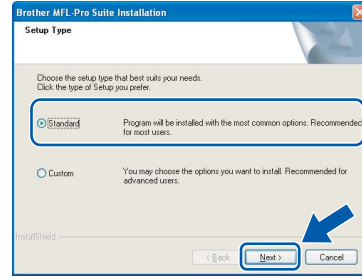 Brother MFL-Pro Suite Installation
Setup Type
Choose the setup type that best suits your needs.
Click the type of Setup you prefer.
Standard
Program will be installed with the most common options. Recommended
for most users.
Custom
You may choose the options you want to install. Recommended for
advanced users.
InstallShield
< Back
Next >
Cancel